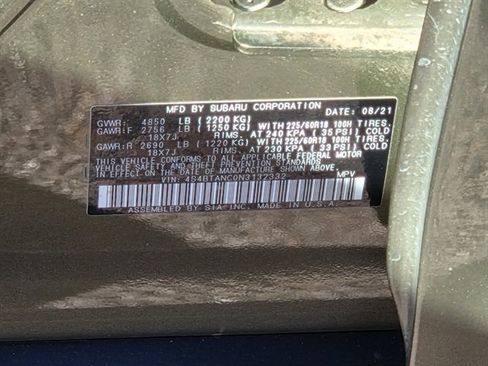 MFD BY SUBARU CORPORATION DATE: 08/21
GVWR: 4850 LB (2200 KG)
GAWR:F 2756 LB (1250 KG) WITH 225/60R18 100H TIRES,
18X7J RIMS, AT 240 KPA (35 PSI) COLD
GAWR:R 2690 LB (1220 KG) WITH 225/60R18 100H TIRES,
18X7J RIMS, AT 230 KPA (33 PSI) COLD
THIS VEHICLE CONFORMS TO ALL APPLICABLE FEDERAL MOTOR
VEHICLE SAFETY AND THEFT PREVENTION STANDARDS IN
EFFECT ON THE DATE OF MANUFACTURE SHOWN ABOVE.
VIN: 4S4BTANC0N3132332 MPV
ASSEMBLED BY SIA INC. MADE IN U.S.A.